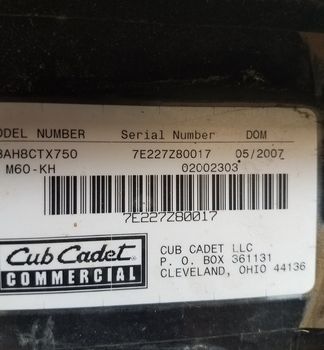 ODEL NUMBER Serial Number DOM
3AH8CTX750 7E227Z80017 05/2007
M60-KH 02002303
7E227Z80017
Cub Cadet
COMMERCIAL
CUB CADET LLC
P. O. BOX 361131
CLEVELAND, OHIO 44136